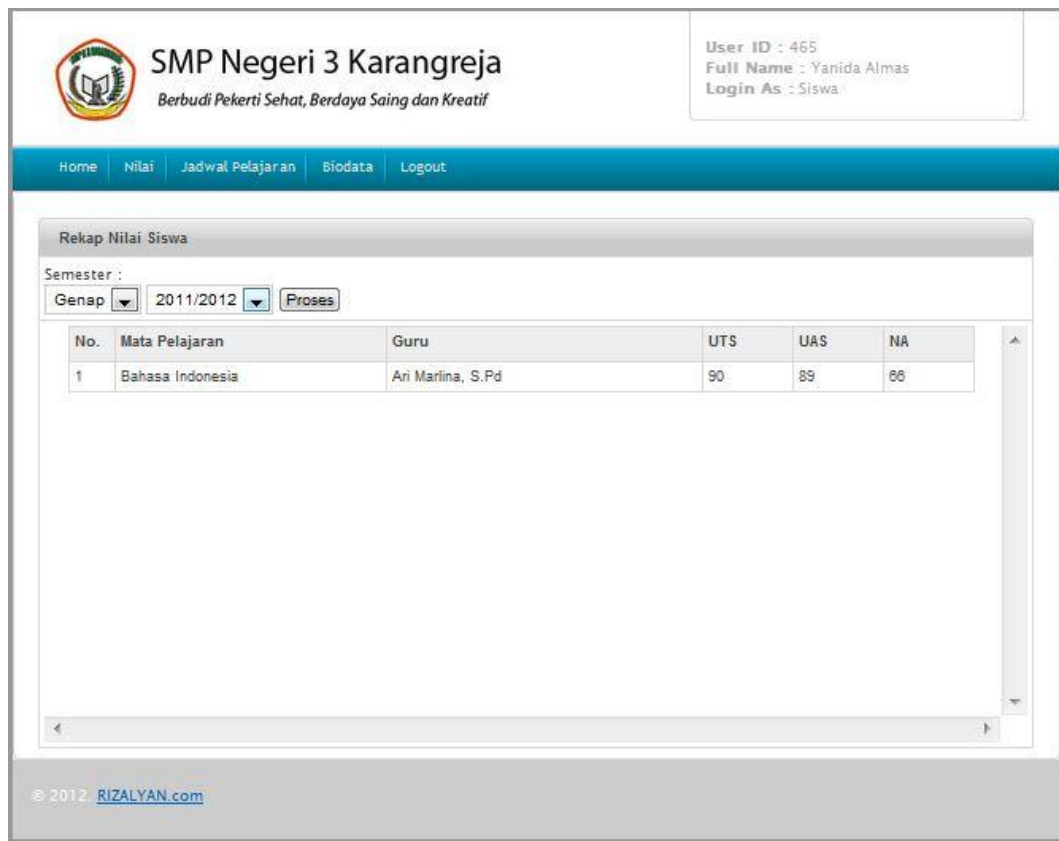 SMP Negeri 3 Karangreja
Berbudi Pekerti Sehat, Berdaya Saing dan Kreatif
User ID : 465
Full Name : Yanida Almas
Login As : Siswa
Home Nilai Jadwal Pelajaran Biodata Logout
Rekap Nilai Siswa
Semester :
Genap 2011/2012 Proses
No. Mata Pelajaran Guru UTS UAS NA
1 Bahasa Indonesia Ari Marlina, S.Pd 90 89 66
© 2012. RIZALYAN.com